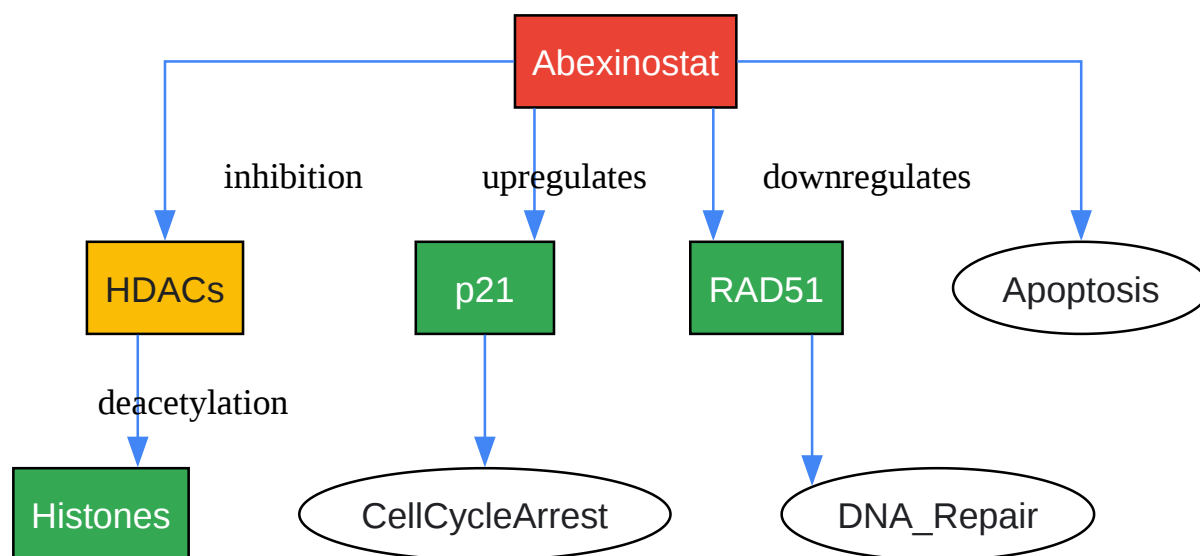 Abexinostat
inhibition
upregulates
downregulates
HDACs
p21
RAD51
Apoptosis
deacetylation
Histones
CellCycleArrest
DNA_Repair